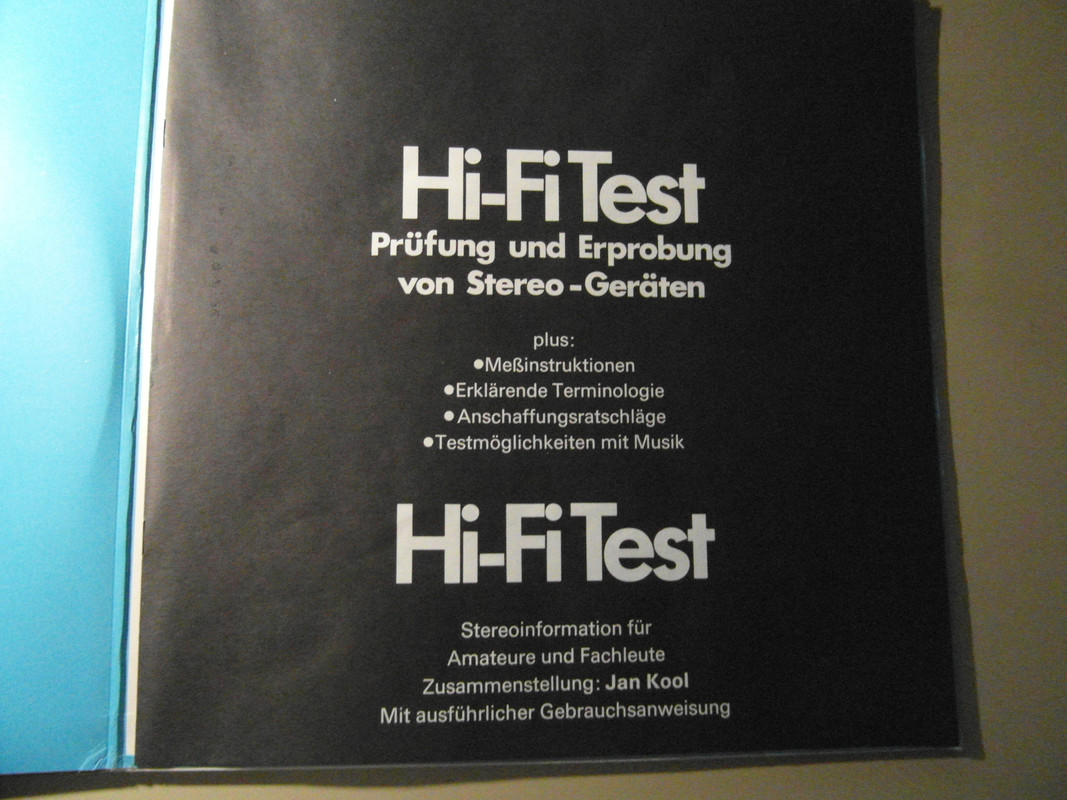 Hi-Fi Test
Prüfung und Erprobung
von Stereo-Geräten
plus:
●Meßinstruktionen
●Erklärende Terminologie
●Anschaffungsratschläge
●Testmöglichkeiten mit Musik
Hi-Fi Test
Stereoinformation für
Amateure und Fachleute
Zusammenstellung: Jan Kool
Mit ausführlicher Gebrauchsanweisung